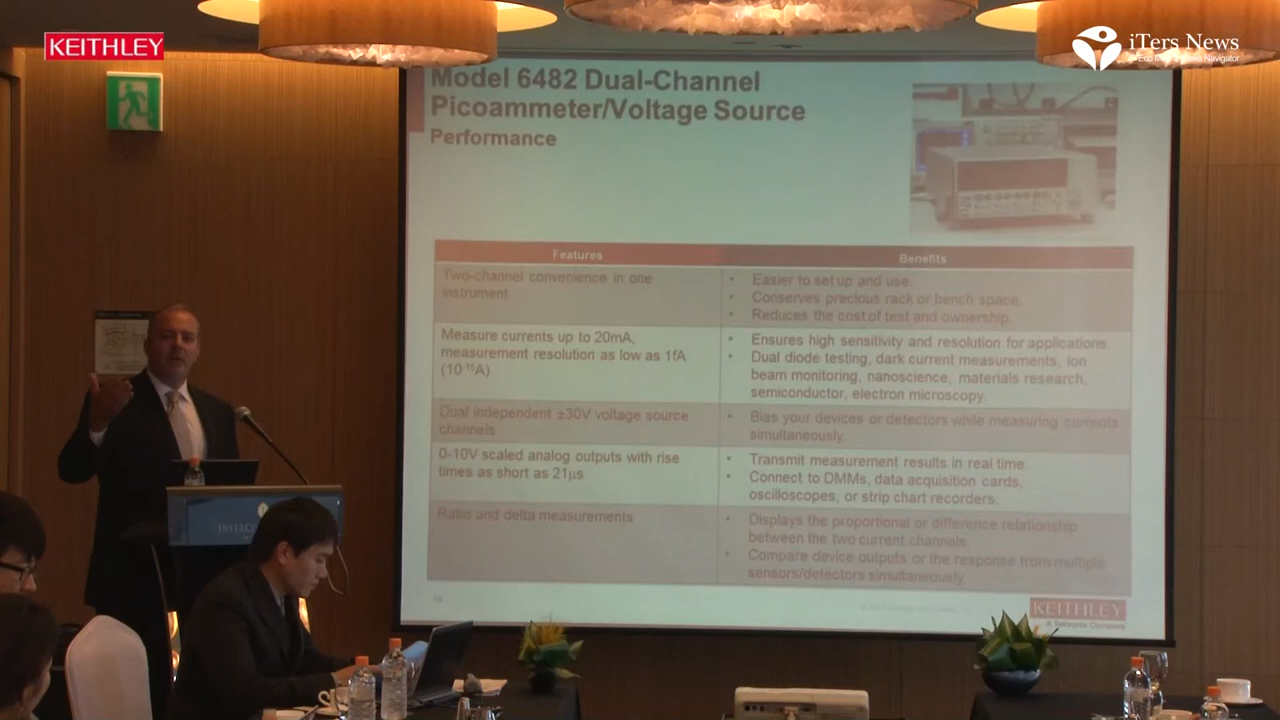 KEITHLEY
iTers News
Model 6482 Dual-Channel
Picoammeter/Voltage Source
Performance
Features
Benefits
Two-channel convenience in one
instrument
• Easier to set up and use.
• Conserves precious rack or bench space.
• Reduces the cost of test and ownership.
Measure currents up to 20mA,
measurement resolution as low as 1fA
(10-15A)
• Ensures high sensitivity and resolution for applications.
• Dual diode testing, dark current measurements, ion
beam monitoring, nanoscience, materials research,
semiconductor, electron microscopy.
Dual independent ±30V voltage source
channels
• Bias your devices or detectors while measuring currents
simultaneously.
0-10V scaled analog outputs with rise
times as short as 21µs
• Transmit measurement results in real time.
• Connect to DMMs, data acquisition cards,
oscilloscopes, or strip chart recorders.
Ratio and delta measurements
• Displays the proportional or difference relationship
between the two current channels.
• Compare device outputs or the response from multiple
sensors/detectors simultaneously
KEITHLEY
A Tektronix Company